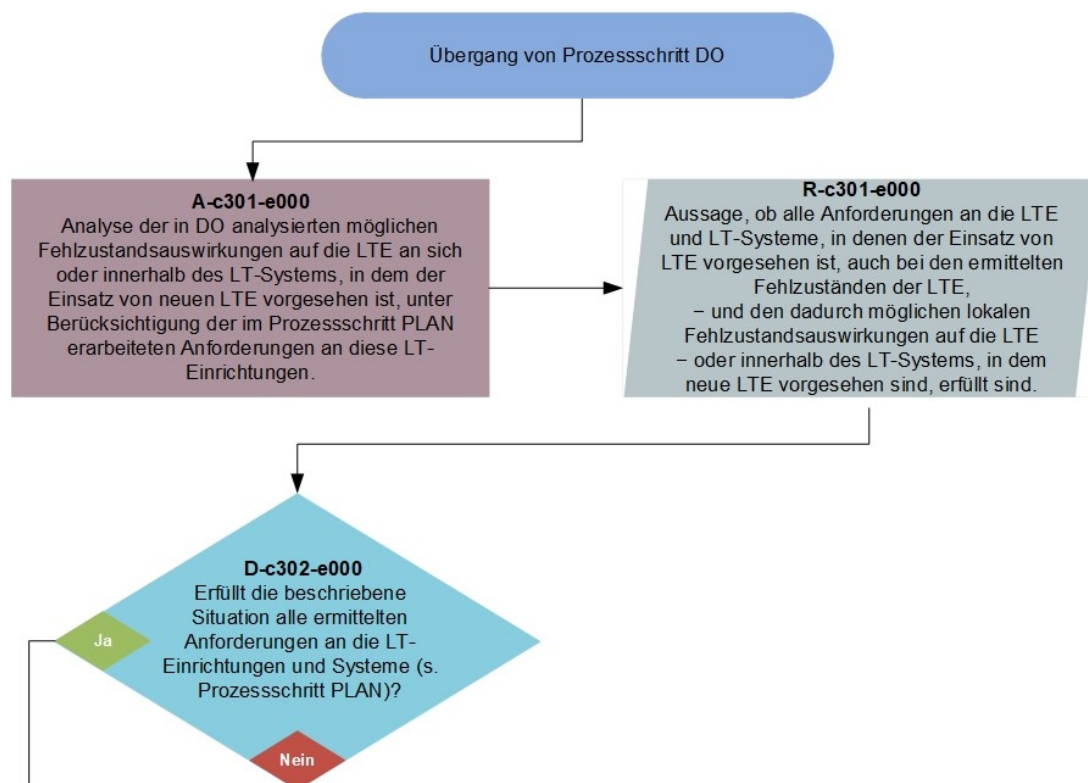 Übergang von Prozessschritt DO
A-c301-e000
Analyse der in DO analysierten möglichen
Fehlzustandsauswirkungen auf die LTE an sich
oder innerhalb des LT-Systems, in dem der
Einsatz von neuen LTE vorgesehen ist, unter
Berücksichtigung der im Prozessschritt PLAN
erarbeiteten Anforderungen an diese LT-
Einrichtungen.
R-c301-e000
Aussage, ob alle Anforderungen an die LTE
und LT-Systeme, in denen der Einsatz von
LTE vorgesehen ist, auch bei den ermittelten
Fehlzuständen der LTE,
− und den dadurch möglichen lokalen
Fehlzustandsauswirkungen auf die LTE
− oder innerhalb des LT-Systems, in dem
neue LTE vorgesehen sind, erfüllt sind.
D-c302-e000
Erfüllt die beschriebene
Situation alle ermittelten
Anforderungen an die LT-
Einrichtungen und Systeme (s.
Prozessschritt PLAN)?
Ja
Nein